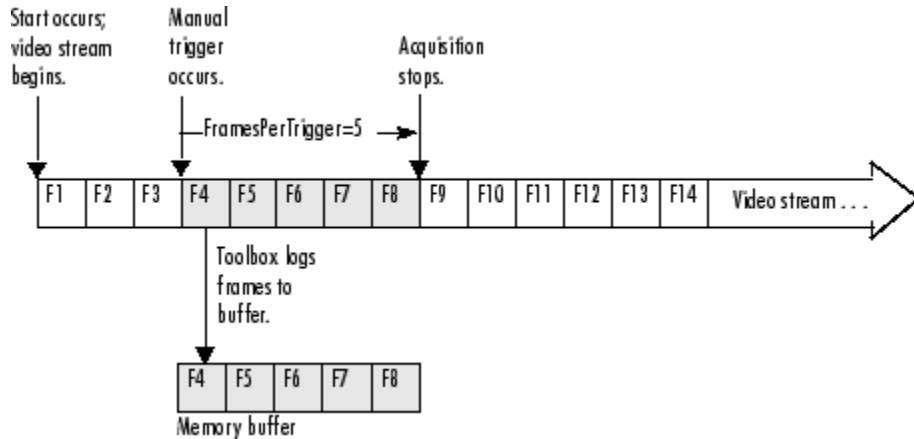 Start occurs;
video stream
begins.
Manual
trigger
occurs.
Acquisition
stops.
FramesPerTrigger=5
F1 F2 F3 F4 F5 F6 F7 F8 F9 F10 F11 F12 F13 F14 Video stream . . .
Toolbox logs
frames to
buffer.
F4 F5 F6 F7 F8
Memory buffer